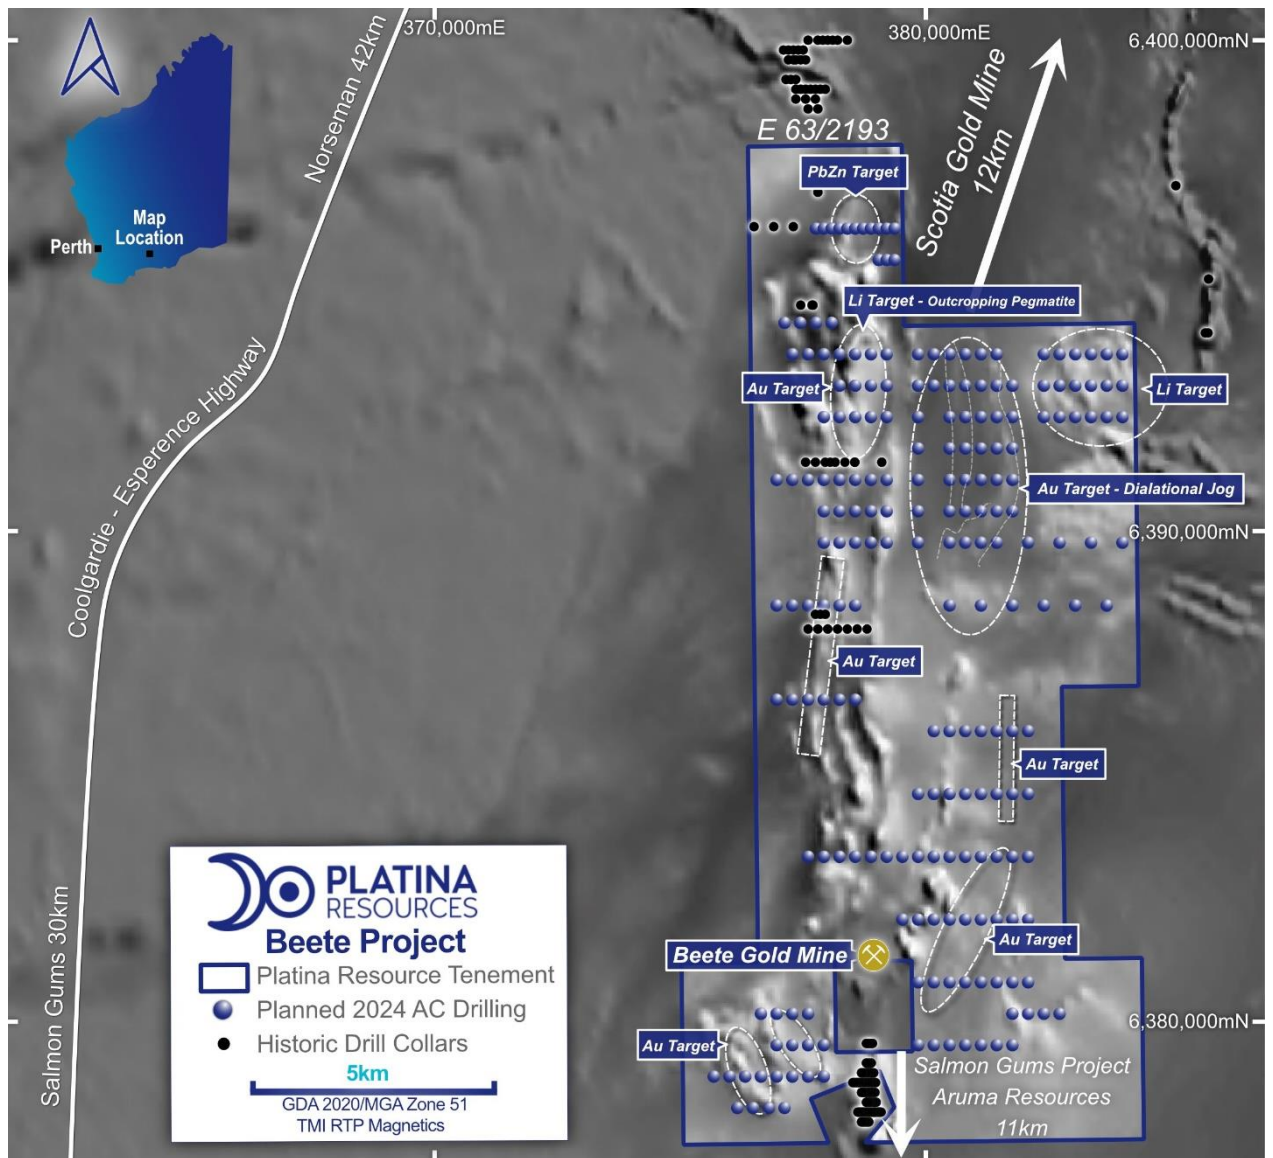 370,000mE
380,000mE
6,400,000mN
Norseman 42km
Scotia Gold Mine
12km
E 63/2193
PbZn Target
Perth
Map
Location
Li Target - Outcropping Pegmatite
Au Target
Li Target
Coolgardie - Esperence Highway
Au Target - Dialational Jog
6,390,000mN
Au Target
Au Target
PLATINA
RESOURCES
Beete Project
Platina Resource Tenement
Planned 2024 AC Drilling
Historic Drill Collars
5km
GDA 2020/MGA Zone 51
TMI RTP Magnetics
Salmon Gums 30km
Au Target
Beete Gold Mine
6,380,000mN
Au Target
Salmon Gums Project
Aruma Resources
11km